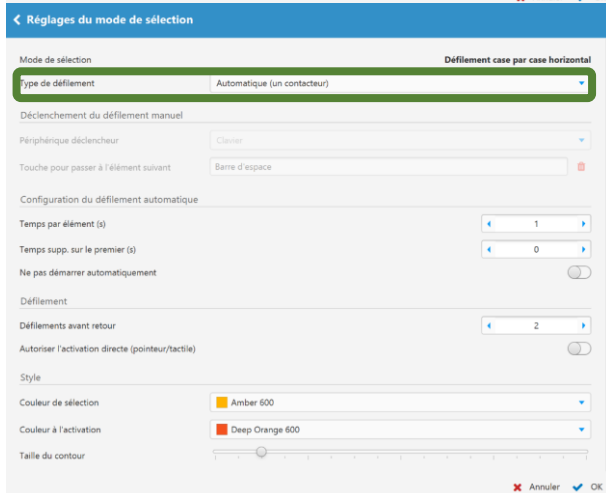 Réglages du mode de sélection
Mode de sélection Défilement case par case horizontal
Type de défilement Automatique (un contacteur)
Déclenchement du défilement manuel
Périphérique déclencheur Clavier
Touche pour passer à l'élément suivant Barre d'espace
Configuration du défilement automatique
Temps par élément (s) 1
Temps supp. sur le premier (s) 0
Ne pas démarrer automatiquement
Défilement
Défilements avant retour 2
Autoriser l'activation directe (pointeur/tactile)
Style
Couleur de sélection Amber 600
Couleur à l'activation Deep Orange 600
Taille du contour
Annuler OK